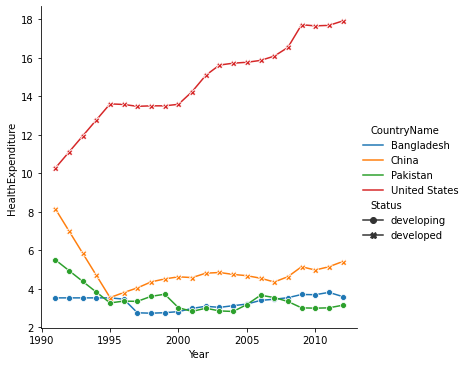 18
16
14
12
10
8
6
4
2
HealthExpenditure
1990
1995
2000
2005
2010
Year
CountryName
Bangladesh
China
Pakistan
United States
Status
developing
developed